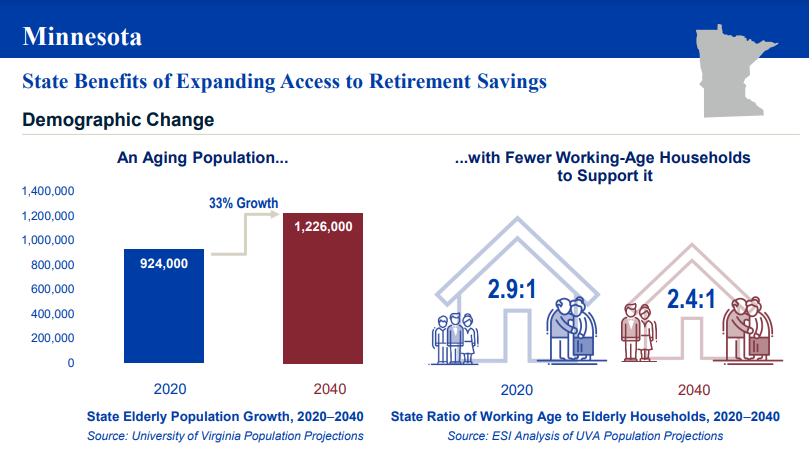 Minnesota
State Benefits of Expanding Access to Retirement Savings
Demographic Change
An Aging Population...
1,400,000
1,200,000
1,000,000
800,000
600,000
400,000
200,000
0
33% Growth
924,000
1,226,000
2020
2040
State Elderly Population Growth, 2020–2040
Source: University of Virginia Population Projections
...with Fewer Working-Age Households
to Support it
2.9:1
2.4:1
2020
2040
State Ratio of Working Age to Elderly Households, 2020–2040
Source: ESI Analysis of UVA Population Projections